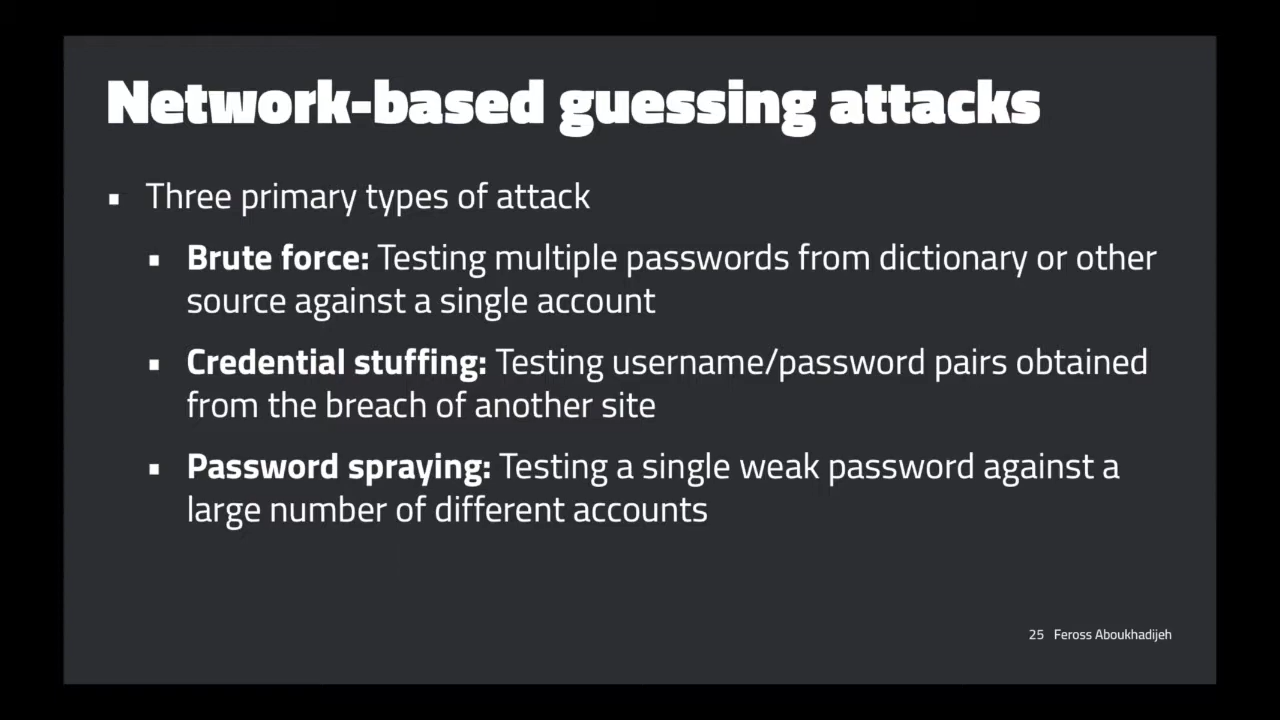 Network-based guessing attacks
▪ Three primary types of attack
▪ Brute force: Testing multiple passwords from dictionary or other
source against a single account
▪ Credential stuffing: Testing username/password pairs obtained
from the breach of another site
▪ Password spraying: Testing a single weak password against a
large number of different accounts
25 Feross Aboukhadijeh